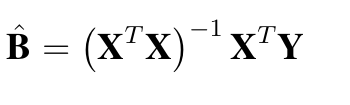 B̂ = (XᵀX)⁻¹ XᵀY